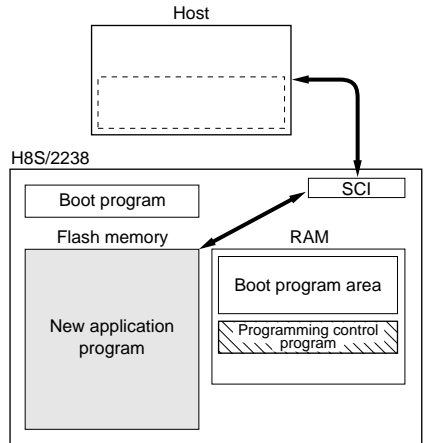 Host
H8S/2238
SCI
Boot program
Flash memory
RAM
Boot program area
New application
program
Programming control
program